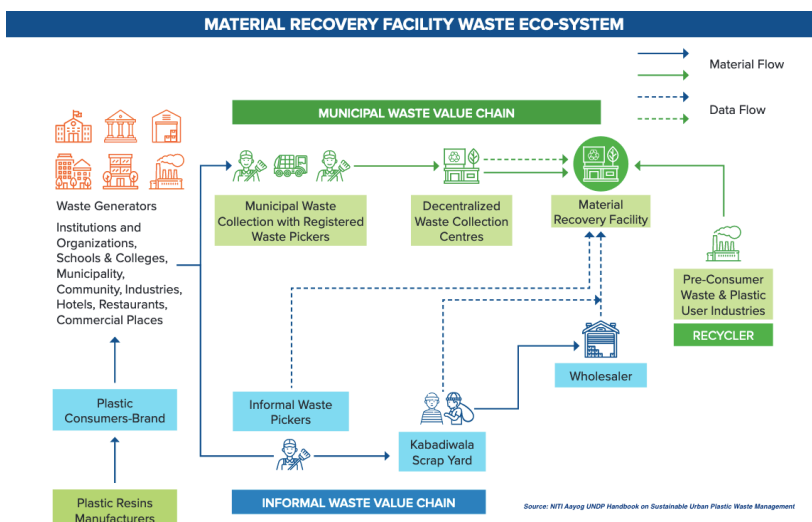 MATERIAL RECOVERY FACILITY WASTE ECO-SYSTEM
Material Flow
Data Flow
MUNICIPAL WASTE VALUE CHAIN
Waste Generators
Institutions and
Organizations,
Schools & Colleges,
Municipality,
Community, Industries,
Hotels, Restaurants,
Commercial Places
Municipal Waste
Collection with Registered
Waste Pickers
Decentralized
Waste Collection
Centres
Material
Recovery Facility
Pre-Consumer
Waste & Plastic
User Industries
RECYCLER
Wholesaler
Plastic
Consumers-Brand
Informal Waste
Pickers
Kabadiwala
Scrap Yard
Plastic Resins
Manufacturers
INFORMAL WASTE VALUE CHAIN
Source: NITI Aayog UNDP Handbook on Sustainable Urban Plastic Waste Management